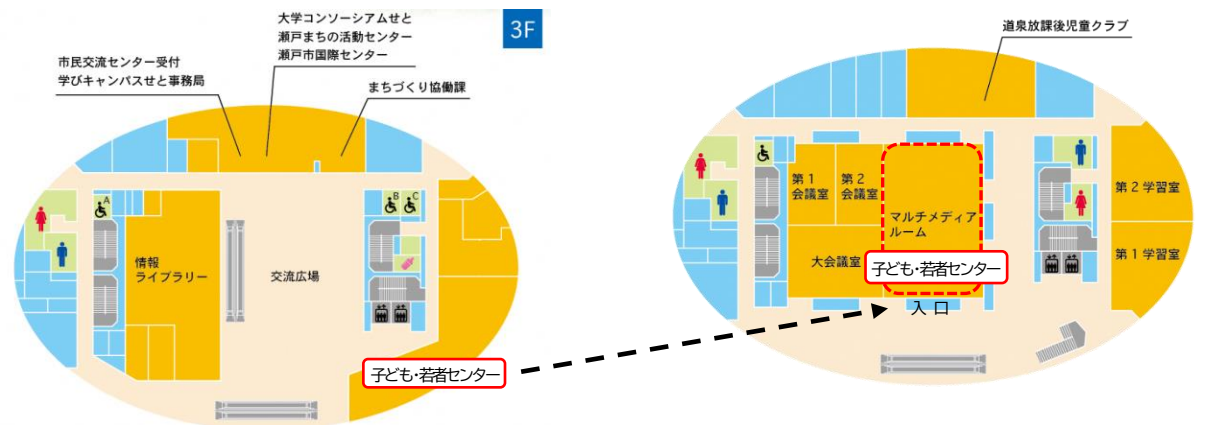 大学コンソーシアムせと
瀬戸まちの活動センター
瀬戸市国際センター
3F
市民交流センター受付
学びキャンパスせと事務局
まちづくり協働課
A
B
C
情報
ライブラリー
交流広場
子ども・若者センター
道泉放課後児童クラブ
第1
会議室
第2
会議室
マルチメディア
ルーム
第2学習室
大会議室
子ども・若者センター
第1学習室
入口